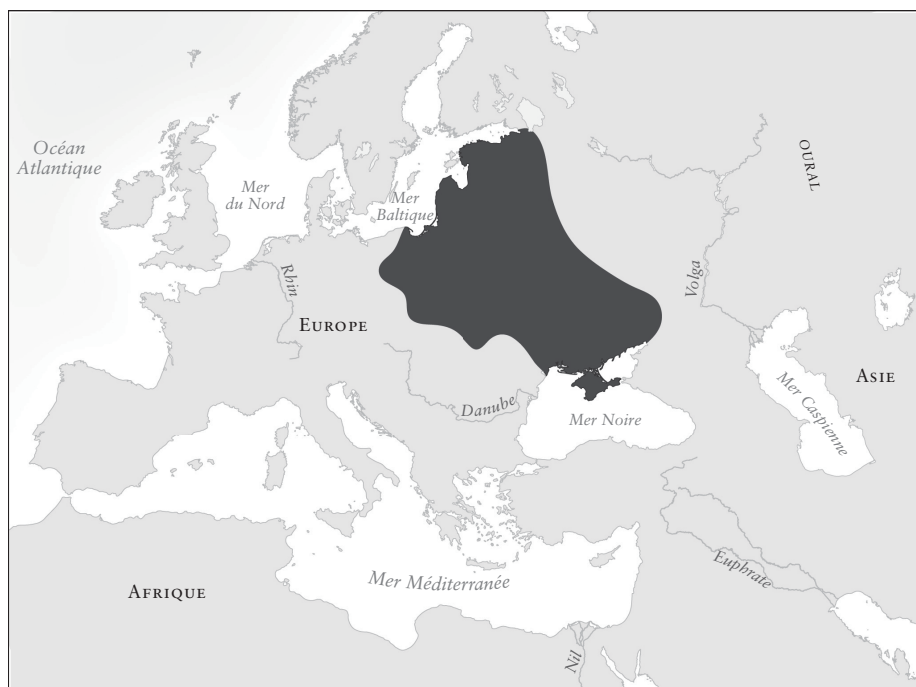 Océan
Atlantique
Mer
du Nord
Mer
Baltique
OURAL
Volga
Rhin
EUROPE
ASIE
Mer Caspienne
Danube
Mer Noire
Euphrate
Mer Méditerranée
AFRIQUE
Nil